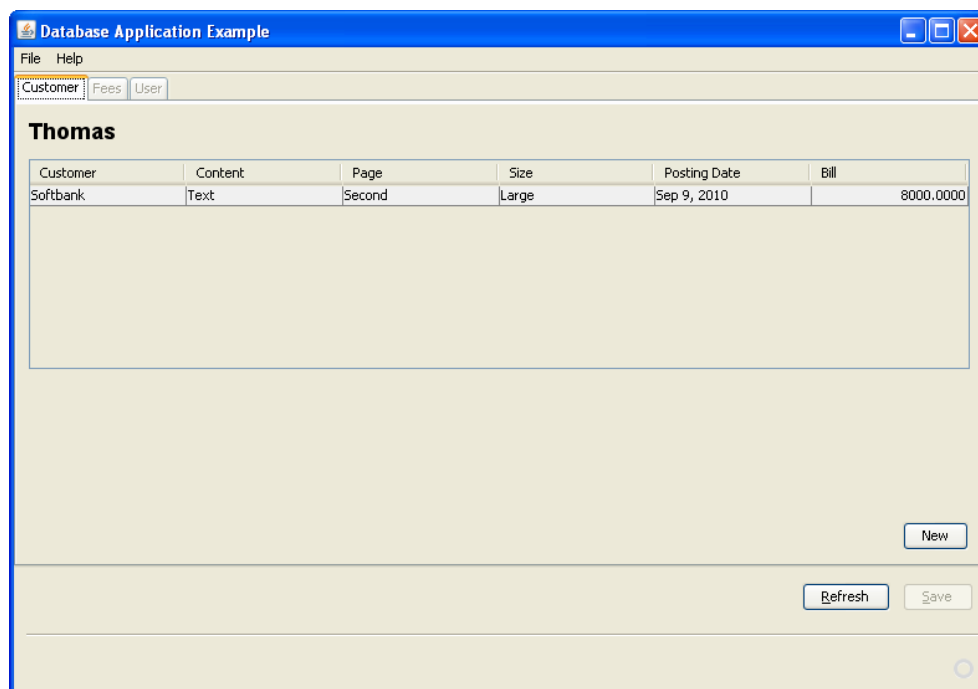 Database Application Example
File Help
Customer Fees User
Thomas
Customer Content Page Size Posting Date Bill
Softbank Text Second Large Sep 9, 2010 8000.0000
New
Refresh Save